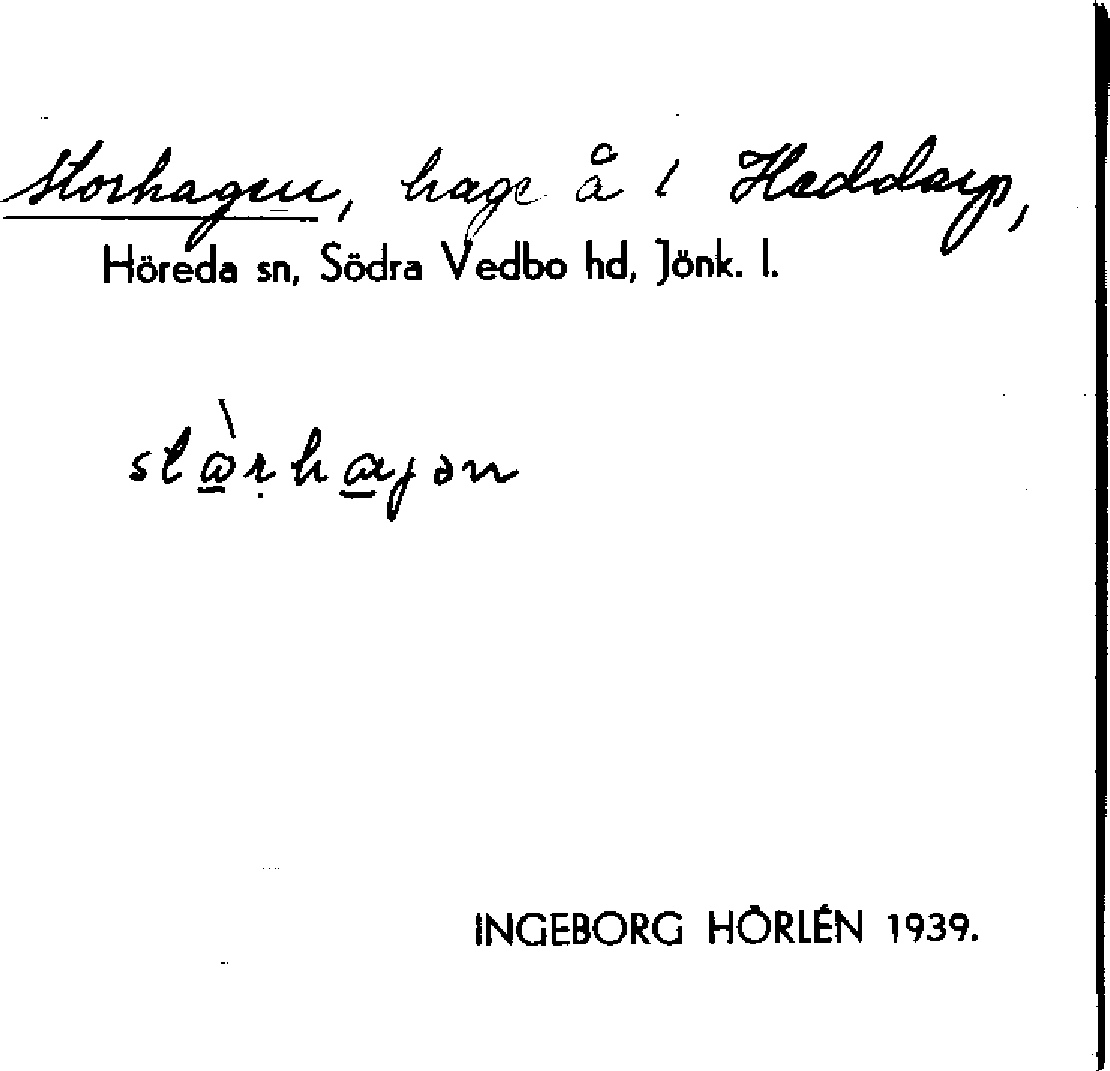 Storhagen, hage å l Heddarp,
Höreda sn, Södra Vedbo hd, Jönk. l.
INGEBORG HÖRLÉN 1939.